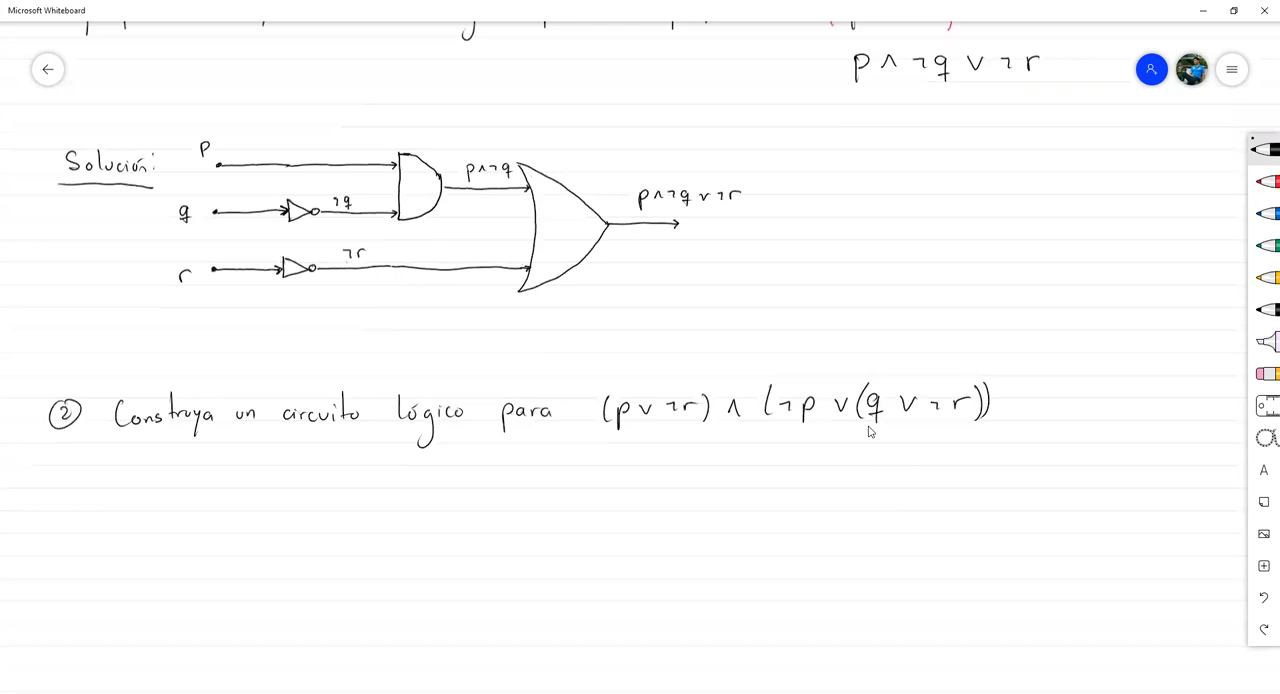 Microsoft Whiteboard
p ∧ ¬q ∨ ¬r
Solución:
p
p∧¬q
p∧¬q ∨ ¬r
q
¬q
r
¬r
② Construya un circuito lógico para (p ∨ ¬r) ∧ (¬p ∨ (q ∨ ¬r))
A